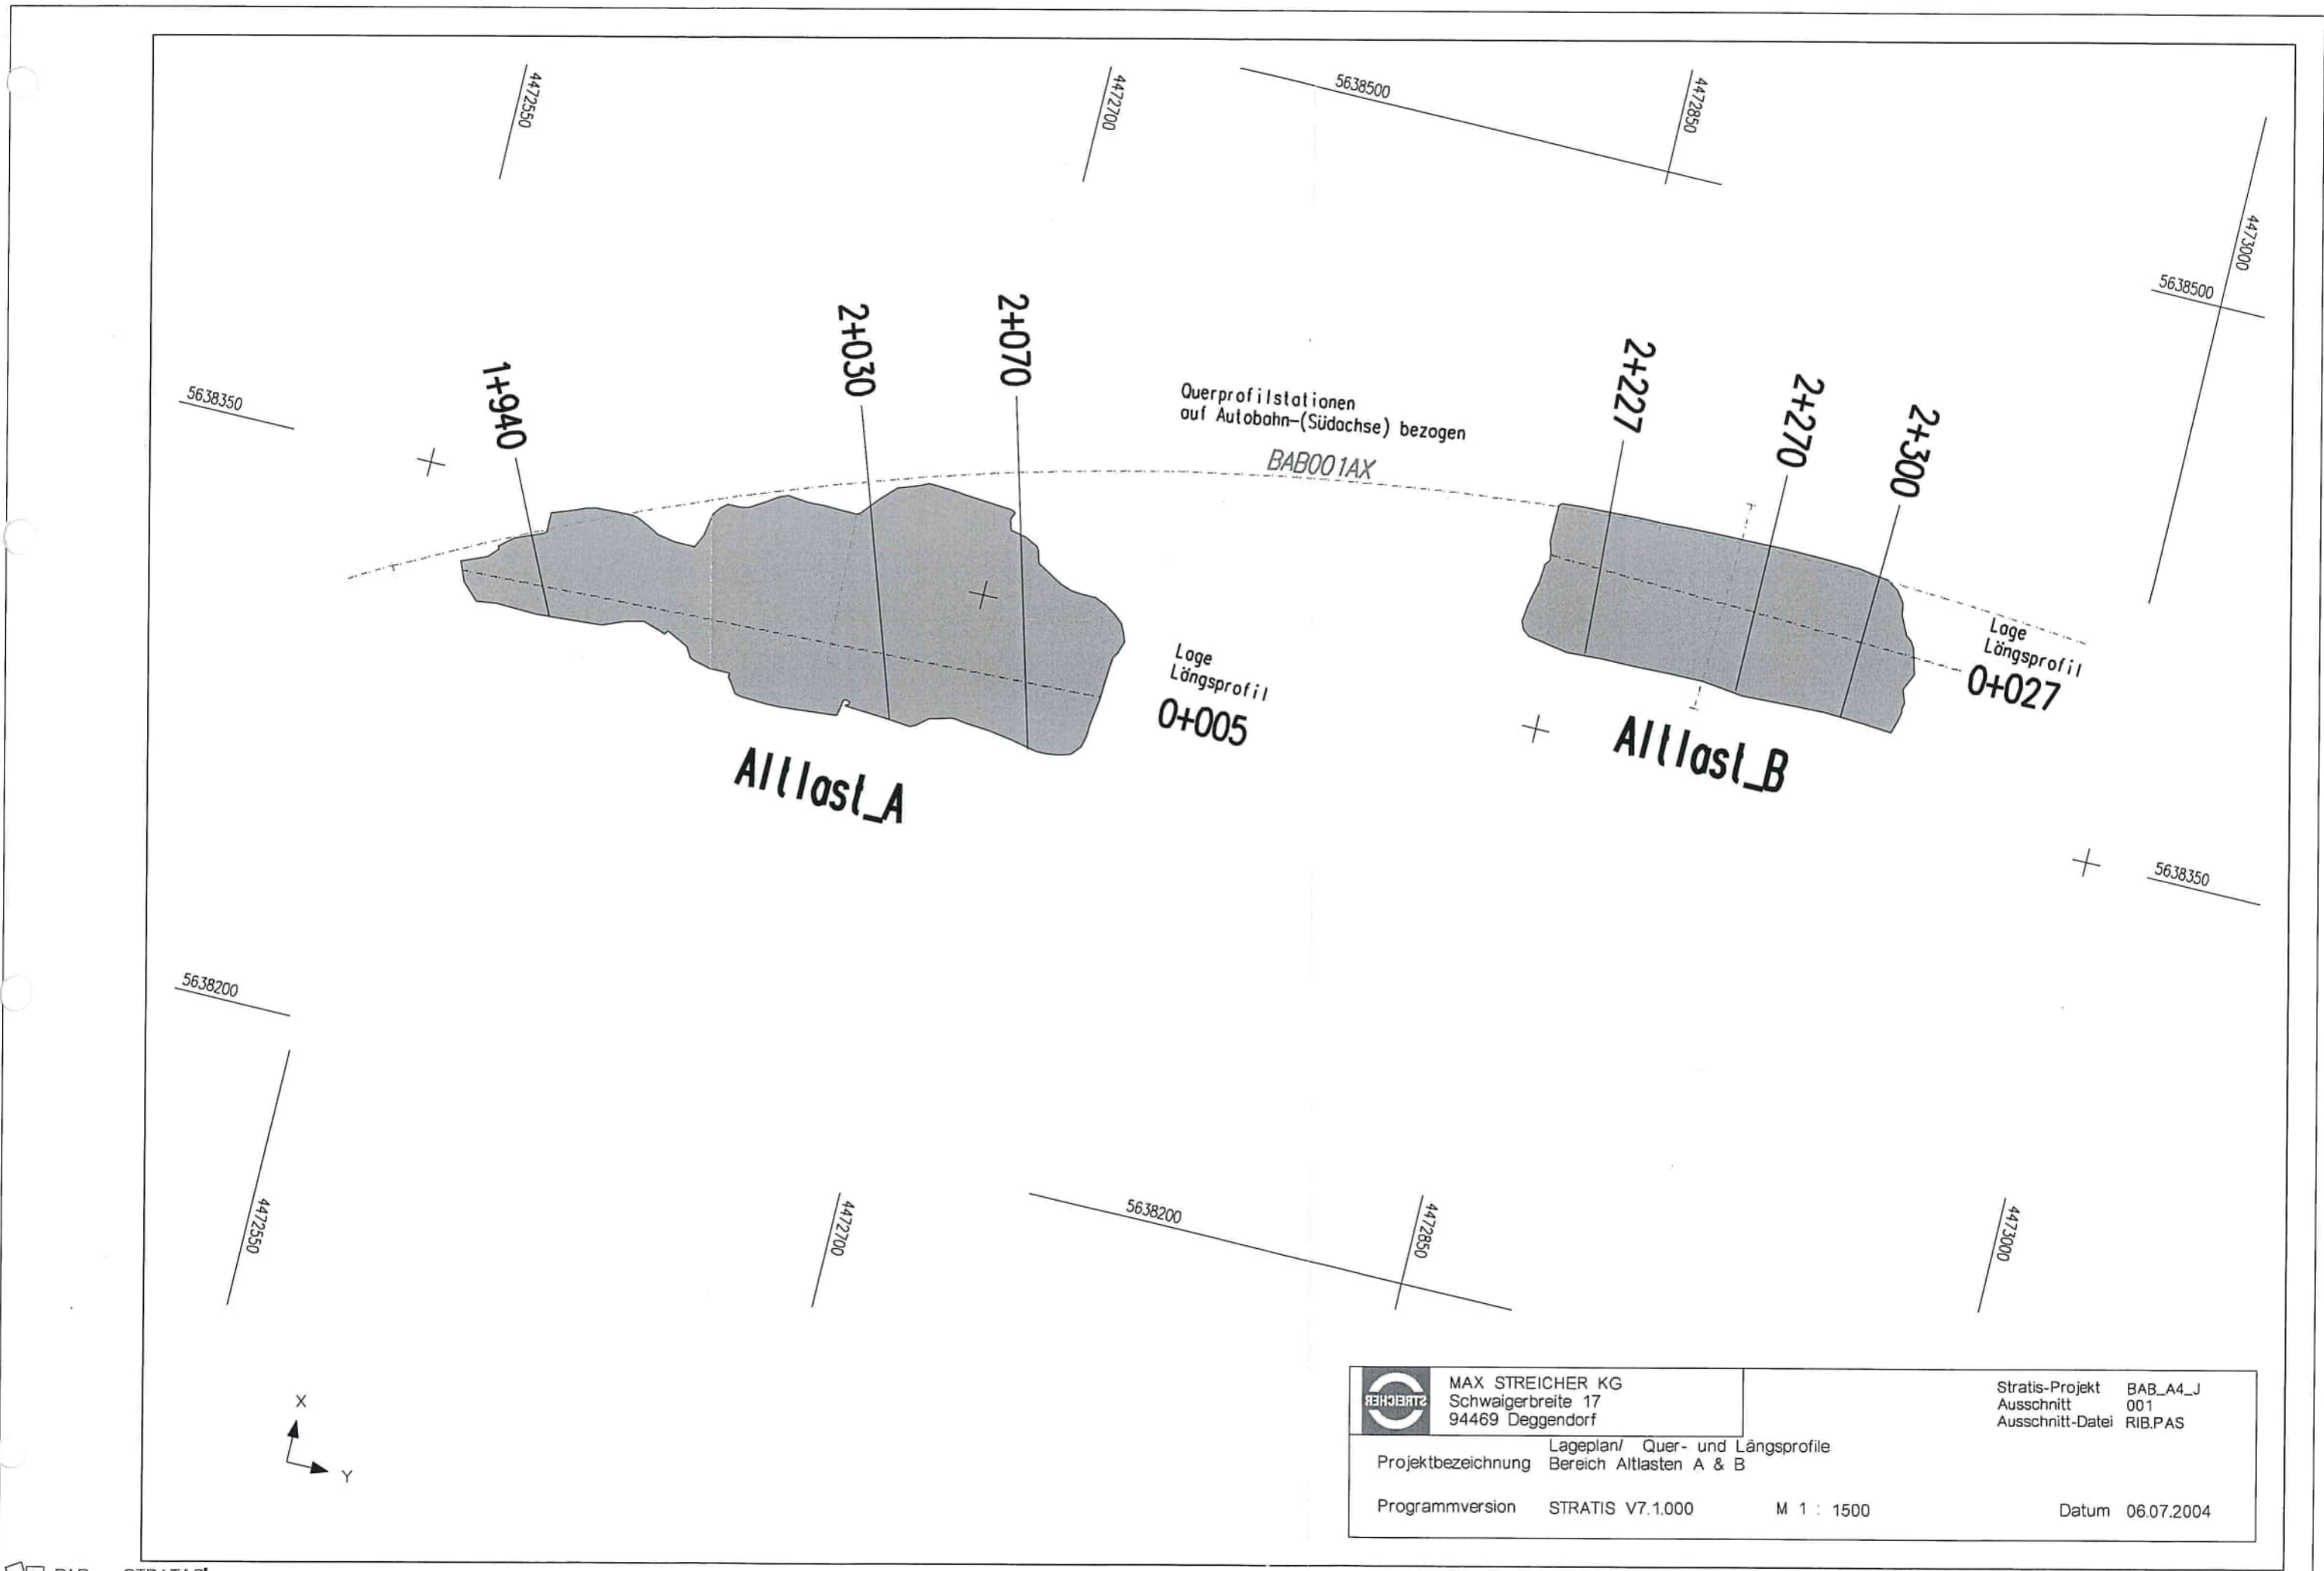 4472550
4472700
5638500
4472850
4473000
5638500
5638350
1+940
2+030
2+070
Querprofilstationen
auf Autobahn-(Südachse) bezogen
BAB001AX
2+227
2+270
2+300
Lage
Längsprofil
0+005
Lage
Längsprofil
0+027
Altlast_A
Altlast_B
5638350
5638200
4472550
4472700
5638200
4472850
4473000
X
Y
STREICHER
MAX STREICHER KG
Schwaigerbreite 17
94469 Deggendorf
Stratis-Projekt BAB_A4_J
Ausschnitt 001
Ausschnitt-Datei RIB.PAS
Lageplan/ Quer- und Längsprofile
Projektbezeichnung Bereich Altlasten A & B
Programmversion STRATIS V7.1.000 M 1 : 1500 Datum 06.07.2004